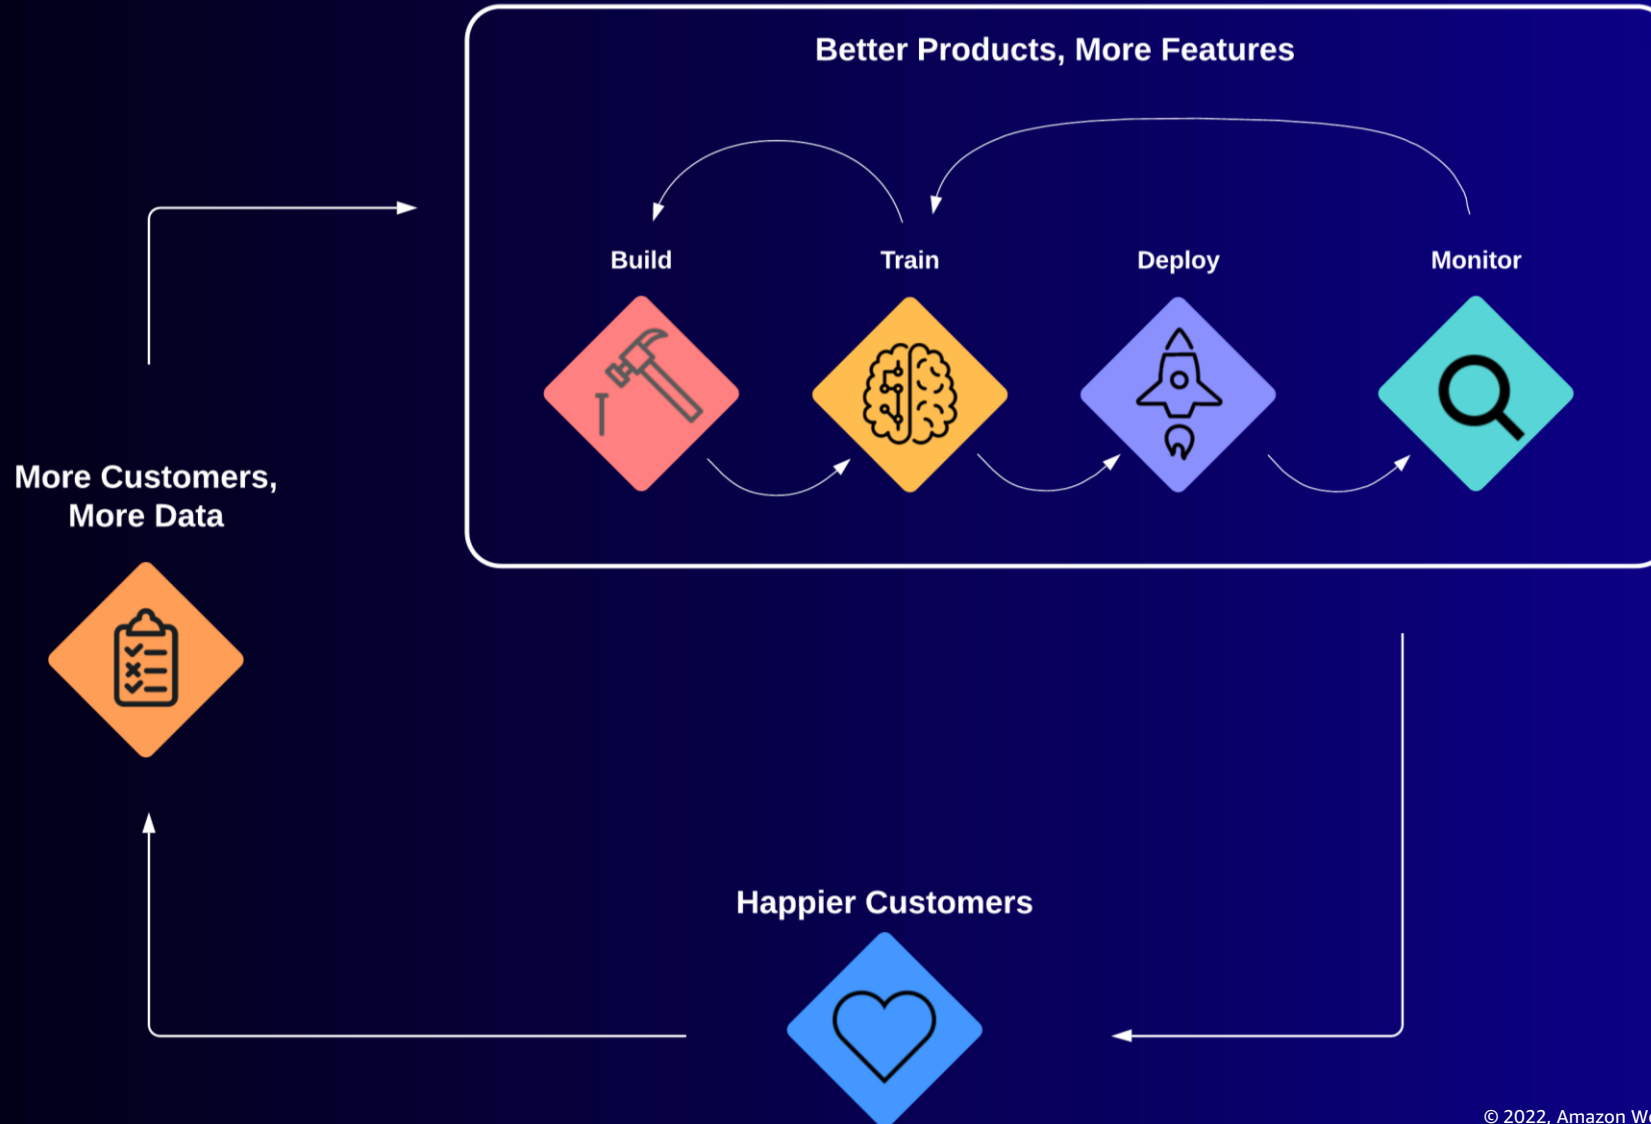 Better Products, More Features
Build
Train
Deploy
Monitor
More Customers,
More Data
Happier Customers
© 2022, Amazon